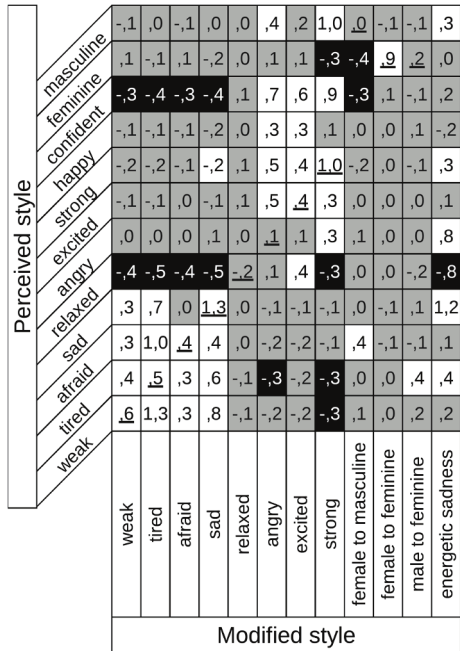 -,1 ,0 -,1 ,0 ,0 ,4 ,2 1,0 ,0 -,1 -,1 ,3
masculine ,1 -,1 -,1 -,2 ,0 ,1 ,1 -,3 -,4 ,9 ,2 ,0
feminine -,3 -,4 -,3 -,4 ,1 ,7 ,6 ,9 -,3 ,1 -,1 ,2
confident -,1 -,1 -,1 -,2 ,0 ,3 ,3 ,1 ,0 ,0 ,1 -,2
happy -,2 -,2 -,1 -,2 ,1 ,5 ,4 1,0 -,2 ,0 -,1 ,3
strong -,1 -,1 ,0 -,1 ,0 ,5 ,4 ,3 ,0 ,0 ,0 ,1
excited ,0 ,0 ,0 ,1 ,0 ,1 ,1 ,3 ,1 ,0 ,0 ,8
angry -,4 -,5 -,4 -,5 -,2 ,1 ,4 -,3 ,0 ,0 -,2 -,8
relaxed ,3 ,7 ,0 1,3 ,0 -,1 -,1 -,1 ,0 -,1 ,1 1,2
sad ,3 1,0 ,4 ,4 ,0 -,2 -,2 -,1 ,4 -,1 -,1 ,1
afraid ,4 ,5 ,3 ,6 -,1 -,3 -,2 -,3 ,0 ,0 ,4 ,4
tired ,6 1,3 ,3 ,8 -,1 -,2 -,2 -,3 ,1 ,0 ,2 ,2
weak
Perceived style
weak
tired
afraid
sad
relaxed
angry
excited
strong
female to masculine
female to feminine
male to feminine
energetic sadness
Modified style